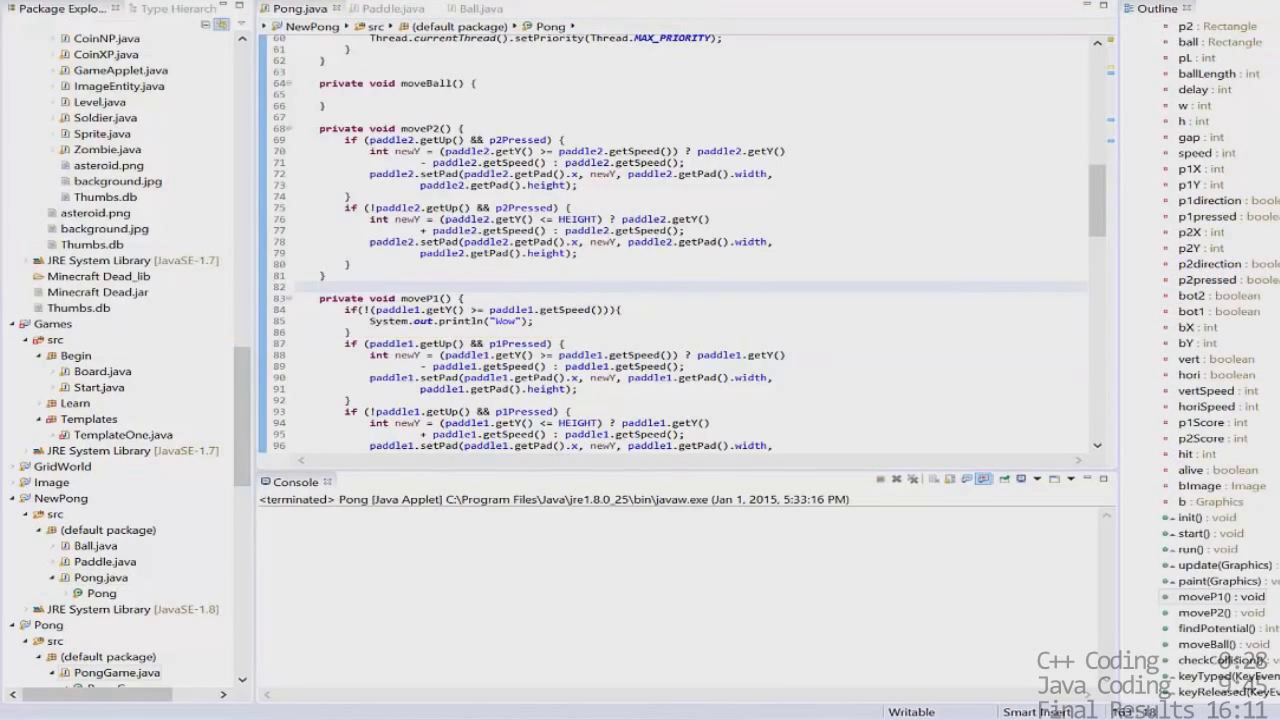 Package Explo...
Type Hierarch
CoinNP.java
CoinXP.java
GameApplet.java
ImageEntity.java
Level.java
Soldier.java
Sprite.java
Zombie.java
asteroid.png
background.jpg
Thumbs.db
asteroid.png
background.jpg
Thumbs.db
JRE System Library [JavaSE-1.7]
Minecraft Dead_lib
Minecraft Dead.jar
Thumbs.db
Games
src
Begin
Board.java
Start.java
Learn
Templates
TemplateOne.java
JRE System Library [JavaSE-1.7]
GridWorld
Image
NewPong
src
(default package)
Ball.java
Paddle.java
Pong.java
Pong
JRE System Library [JavaSE-1.8]
Pong
src
(default package)
PongGame.java
Pong.java Paddle.java Ball.java
NewPong src (default package) Pong
60 Thread.currentThread().setPriority(Thread.MAX_PRIORITY);
61 }
62 }
63
64 private void moveBall() {
65
66 }
67
68 private void moveP2() {
69 if (paddle2.getUp() && p2Pressed) {
70 int newY = (paddle2.getY() >= paddle2.getSpeed()) ? paddle2.getY()
71 - paddle2.getSpeed() : paddle2.getSpeed();
72 paddle2.setPad(paddle2.getPad().x, newY, paddle2.getPad().width,
73 paddle2.getPad().height);
74 }
75 if (!paddle2.getUp() && p2Pressed) {
76 int newY = (paddle2.getY() <= HEIGHT) ? paddle2.getY()
77 + paddle2.getSpeed() : paddle2.getSpeed();
78 paddle2.setPad(paddle2.getPad().x, newY, paddle2.getPad().width,
79 paddle2.getPad().height);
80 }
81 }
82
83 private void moveP1() {
84 if(!(paddle1.getY() >= paddle1.getSpeed())){
85 System.out.println("Wow");
86 }
87 if (paddle1.getUp() && p1Pressed) {
88 int newY = (paddle1.getY() >= paddle1.getSpeed()) ? paddle1.getY()
89 - paddle1.getSpeed() : paddle1.getSpeed();
90 paddle1.setPad(paddle1.getPad().x, newY, paddle1.getPad().width,
91 paddle1.getPad().height);
92 }
93 if (!paddle1.getUp() && p1Pressed) {
94 int newY = (paddle1.getY() <= HEIGHT) ? paddle1.getY()
95 + paddle1.getSpeed() : paddle1.getSpeed();
96 paddle1.setPad(paddle1.getPad().x, newY, paddle1.getPad().width,
Console
<terminated> Pong [Java Applet] C:\Program Files\Java\jre1.8.0_25\bin\javaw.exe (Jan 1, 2015, 5:33:16 PM)
Outline
p2 : Rectangle
ball : Rectangle
pL : int
ballLength : int
delay : int
w : int
h : int
gap : int
speed : int
p1X : int
p1Y : int
p1direction : boolean
p1pressed : boolea
p2X : int
p2Y : int
p2direction : boolean
p2pressed : boolea
bot2 : boolean
bot1 : boolean
bX : int
bY : int
vert : boolean
hori : boolean
vertSpeed : int
horiSpeed : int
p1Score : int
p2Score : int
hit : int
alive : boolean
bImage : Image
b : Graphics
init() : void
start() : void
run() : void
update(Graphics) :
paint(Graphics) : v
moveP1() : void
moveP2() : void
findPotential() : int
moveBall() : void
checkCollision()
keyTyped(KeyEven
keyReleased(KeyE
C++ Coding 0:28
Java Coding 9:45
Final Results 16:11
Writable Smart Insert